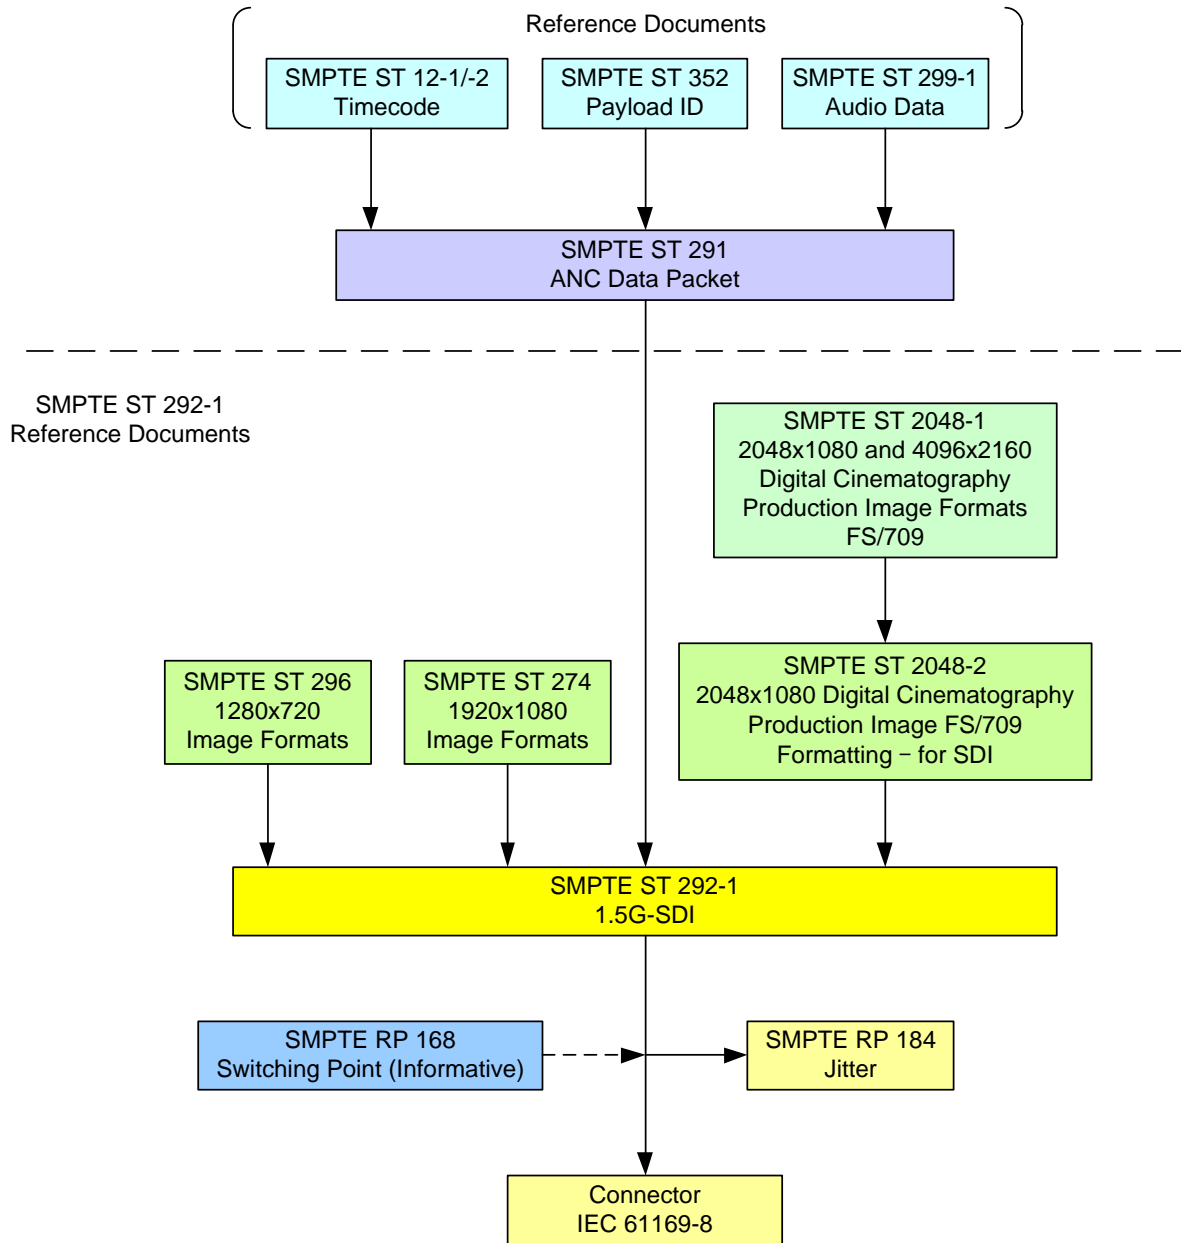 Reference Documents
SMPTE ST 12-1/-2
Timecode
SMPTE ST 352
Payload ID
SMPTE ST 299-1
Audio Data
SMPTE ST 291
ANC Data Packet
SMPTE ST 292-1
Reference Documents
SMPTE ST 2048-1
2048x1080 and 4096x2160
Digital Cinematography
Production Image Formats
FS/709
SMPTE ST 296
1280x720
Image Formats
SMPTE ST 274
1920x1080
Image Formats
SMPTE ST 2048-2
2048x1080 Digital Cinematography
Production Image FS/709
Formatting – for SDI
SMPTE ST 292-1
1.5G-SDI
SMPTE RP 168
Switching Point (Informative)
SMPTE RP 184
Jitter
Connector
IEC 61169-8